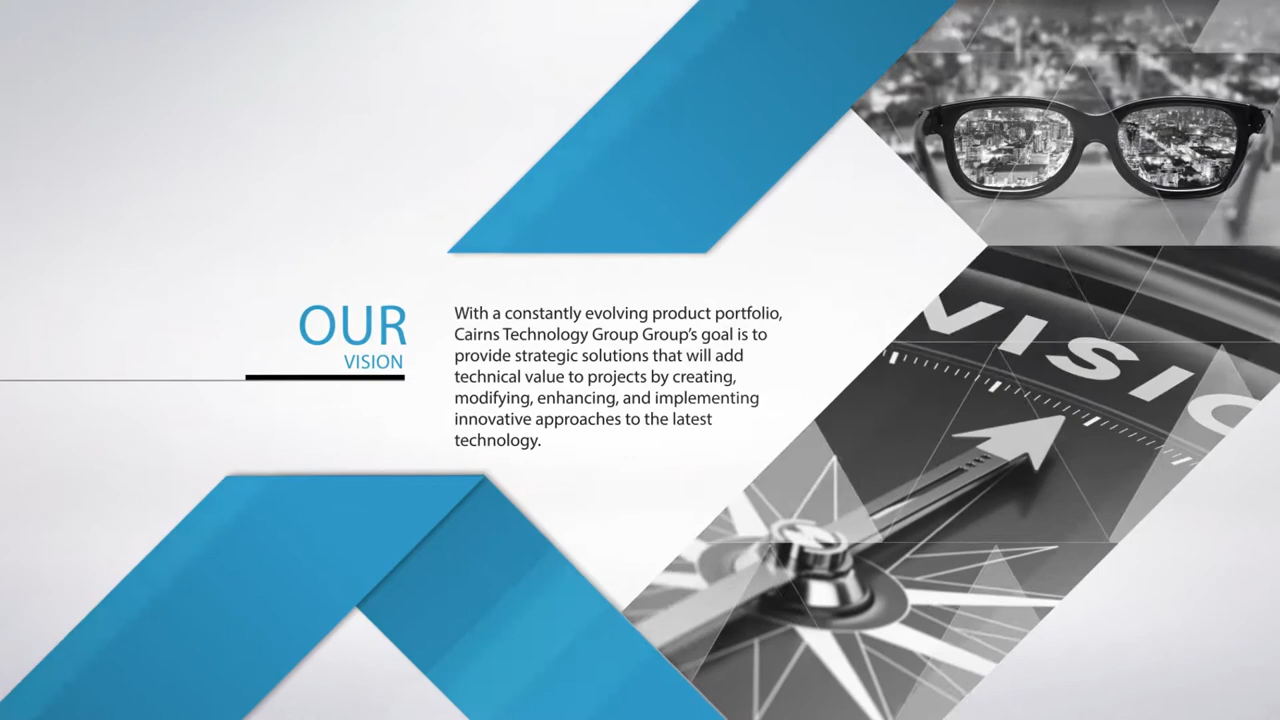 OUR
VISION
With a constantly evolving product portfolio,
Cairns Technology Group Group's goal is to
provide strategic solutions that will add
technical value to projects by creating,
modifying, enhancing, and implementing
innovative approaches to the latest
technology.
VISIO